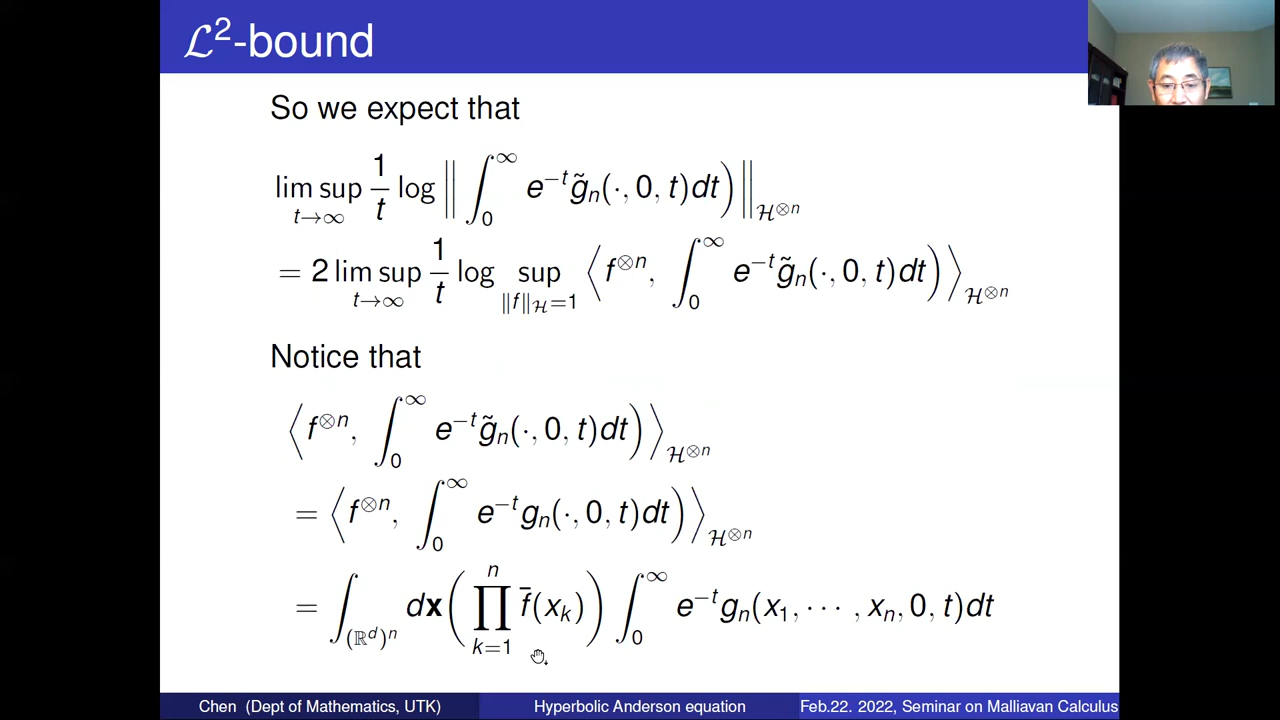 ℒ²-bound
So we expect that
lim sup_{t→∞} 1/t log ‖ ∫_0^∞ e^{−t} g̃_n(·, 0, t)dt ) ‖_{ℋ^{⊗n}}
= 2 lim sup_{t→∞} 1/t log sup_{‖f‖_ℋ=1} ⟨ f^{⊗n}, ∫_0^∞ e^{−t} g̃_n(·, 0, t)dt ) ⟩_{ℋ^{⊗n}}
Notice that
⟨ f^{⊗n}, ∫_0^∞ e^{−t} g̃_n(·, 0, t)dt ) ⟩_{ℋ^{⊗n}}
= ⟨ f^{⊗n}, ∫_0^∞ e^{−t} g_n(·, 0, t)dt ) ⟩_{ℋ^{⊗n}}
= ∫_{(ℝ^d)^n} d𝐱 ( ∏_{k=1}^n f̄(x_k) ) ∫_0^∞ e^{−t} g_n(x_1, ⋯ , x_n, 0, t)dt
Chen (Dept of Mathematics, UTK) Hyperbolic Anderson equation Feb.22. 2022, Seminar on Malliavan Calculus